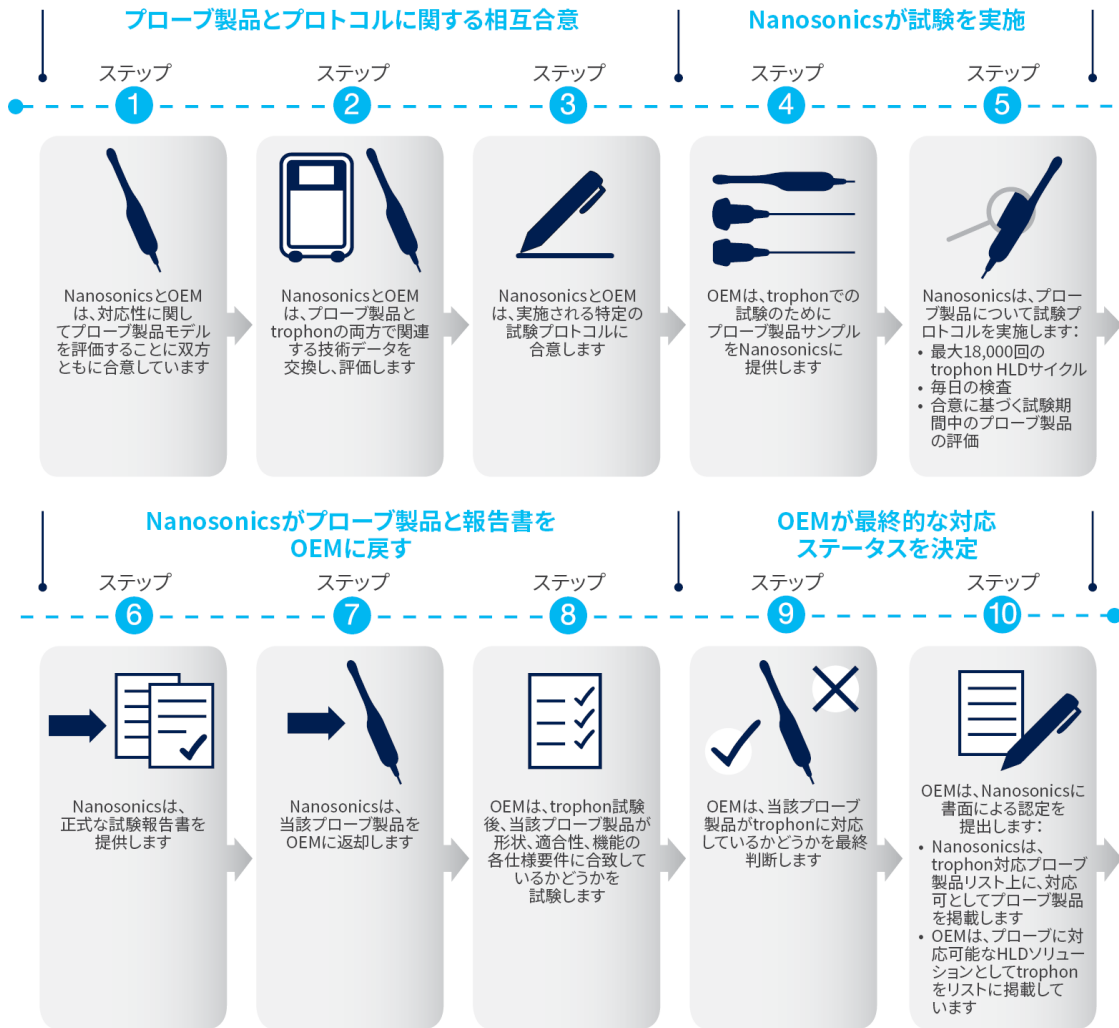 プローブ製品とプロトコルに関する相互合意
Nanosonicsが試験を実施
ステップ
1
ステップ
2
ステップ
3
ステップ
4
ステップ
5
NanosonicsとOEM
は、対応性に関し
てプローブ製品モデル
を評価することに双方
ともに合意しています
NanosonicsとOEM
は、プローブ製品と
trophonの両方で関連
する技術データを
交換し、評価します
NanosonicsとOEM
は、実施される特定の
試験プロトコルに
合意します
OEMは、trophonでの
試験のために
プローブ製品サンプル
をNanosonicsに
提供します
Nanosonicsは、プロー
ブ製品について試験プ
ロトコルを実施します：
• 最大18,000回の
trophon HLDサイクル
• 毎日の検査
• 合意に基づく試験期
間中のプローブ製品
の評価
Nanosonicsがプローブ製品と報告書を
OEMに戻す
OEMが最終的な対応
ステータスを決定
ステップ
6
ステップ
7
ステップ
8
ステップ
9
ステップ
10
Nanosonicsは、
正式な試験報告書を
提供します
Nanosonicsは、
当該プローブ製品を
OEMに返却します
OEMは、trophon試験
後、当該プローブ製品が
形状、適合性、機能の
各仕様要件に合致して
いるかどうかを
試験します
OEMは、当該プローブ
製品がtrophonに対応
しているかどうかを最終
判断します
OEMは、Nanosonicsに
書面による認定を
提出します：
• Nanosonicsは、
trophon対応プローブ
製品リスト上に、対応
可としてプローブ製品
を掲載します
• OEMは、プローブに対
応可能なHLDソリュー
ションとしてtrophon
をリストに掲載して
います